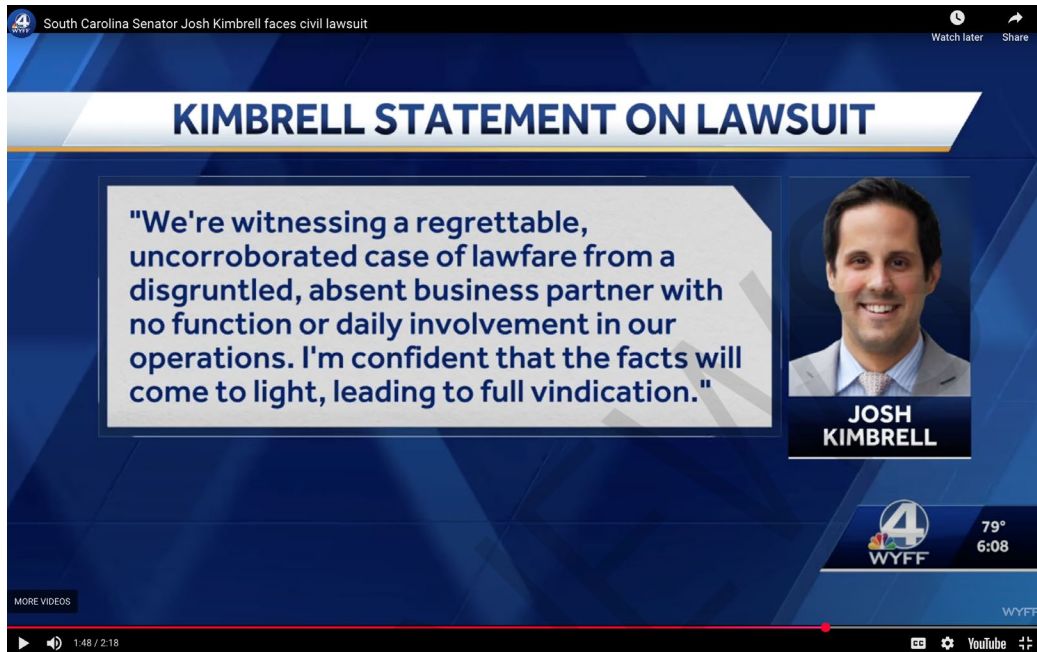 4
WYFF
South Carolina Senator Josh Kimbrell faces civil lawsuit
Watch later
Share
KIMBRELL STATEMENT ON LAWSUIT
"We're witnessing a regrettable,
uncorroborated case of lawfare from a
disgruntled, absent business partner with
no function or daily involvement in our
operations. I'm confident that the facts will
come to light, leading to full vindication."
JOSH
KIMBRELL
4
WYFF
79°
6:08
MORE VIDEOS
WYFF
1:48 / 2:18
CC
YouTube